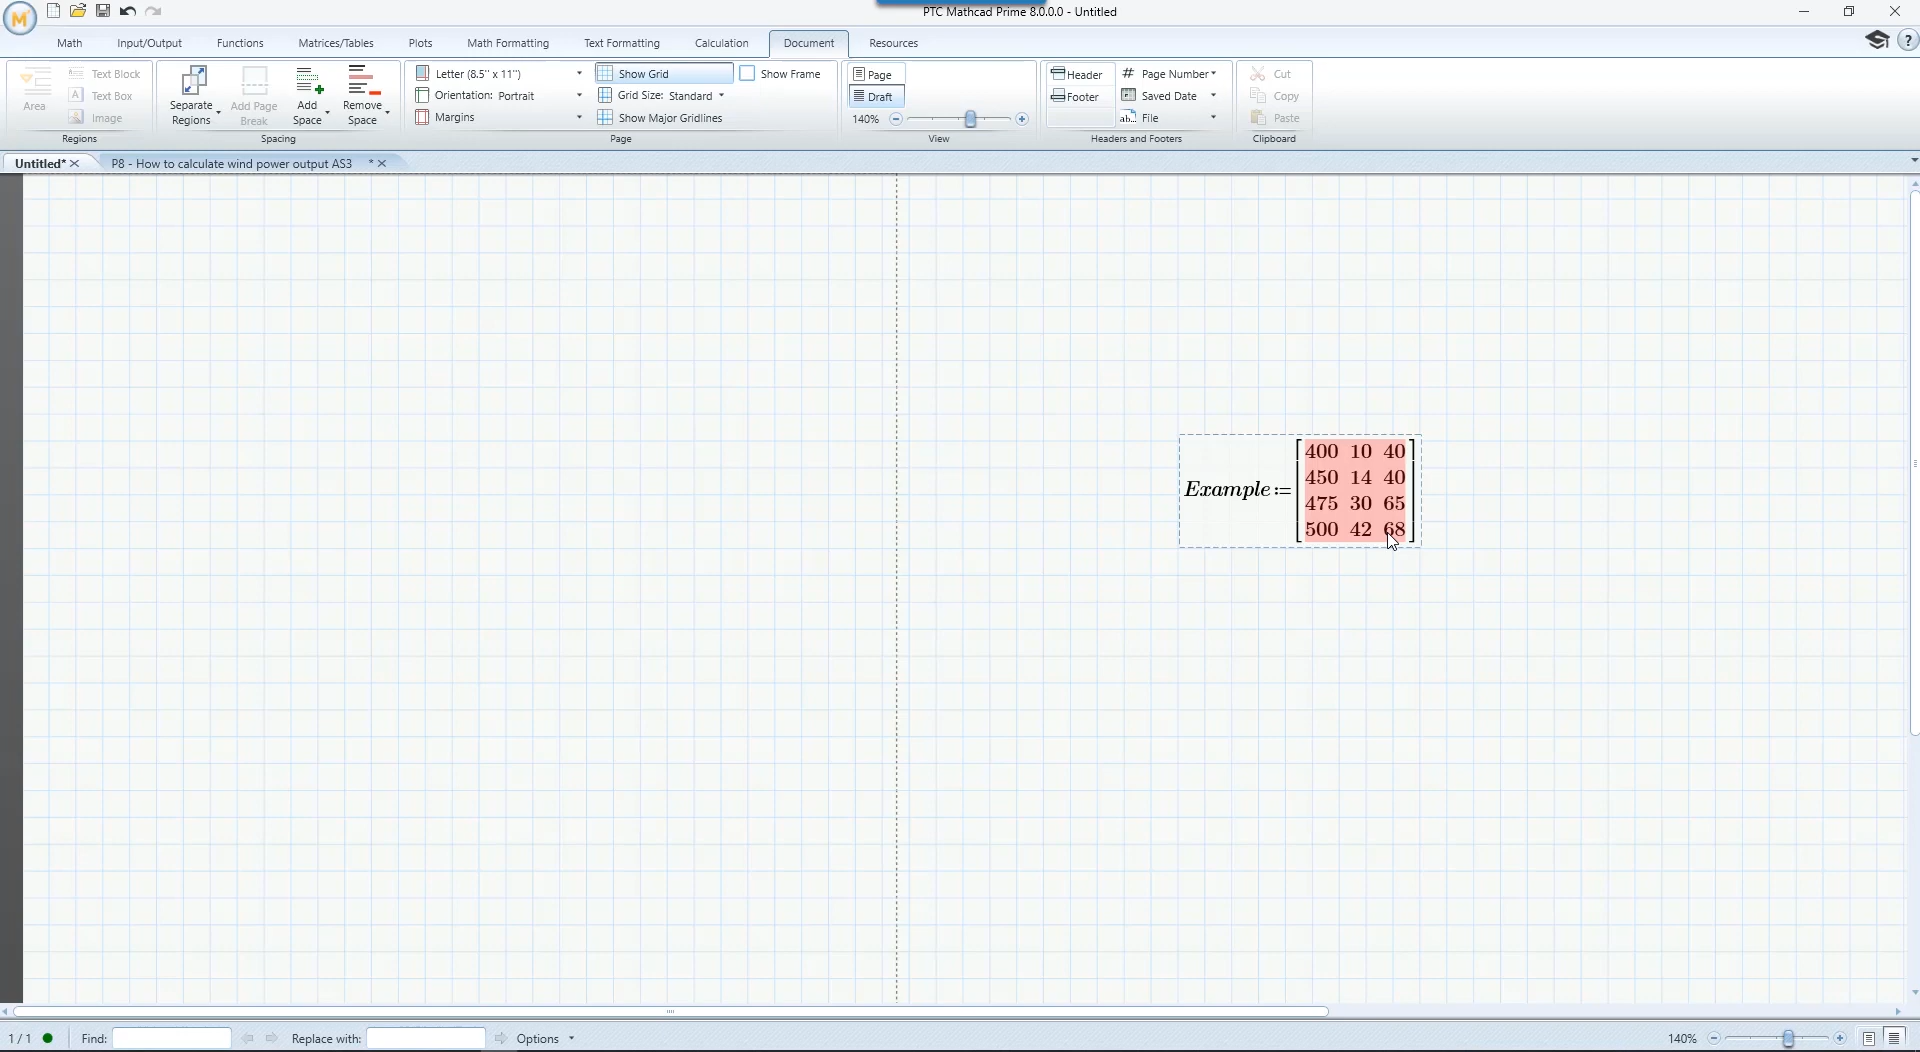 PTC Mathcad Prime 8.0.0.0 - Untitled
Math Input/Output Functions Matrices/Tables Plots Math Formatting Text Formatting Calculation Document Resources
?
Area
Text Block
Text Box
Image
Regions
Separate Regions
Add Page Break
Add Space
Remove Space
Spacing
Letter (8.5" x 11")
Orientation: Portrait
Margins
Show Grid
Grid Size: Standard
Show Major Gridlines
Show Frame
Page
Page
Draft
140%
View
Header
Footer
# Page Number
Saved Date
File
Headers and Footers
Cut
Copy
Paste
Clipboard
Untitled*
P8 - How to calculate wind power output AS3 *
Example :=
400 10 40
450 14 40
475 30 65
500 42 68
1 / 1 Find: Replace with: Options 140%